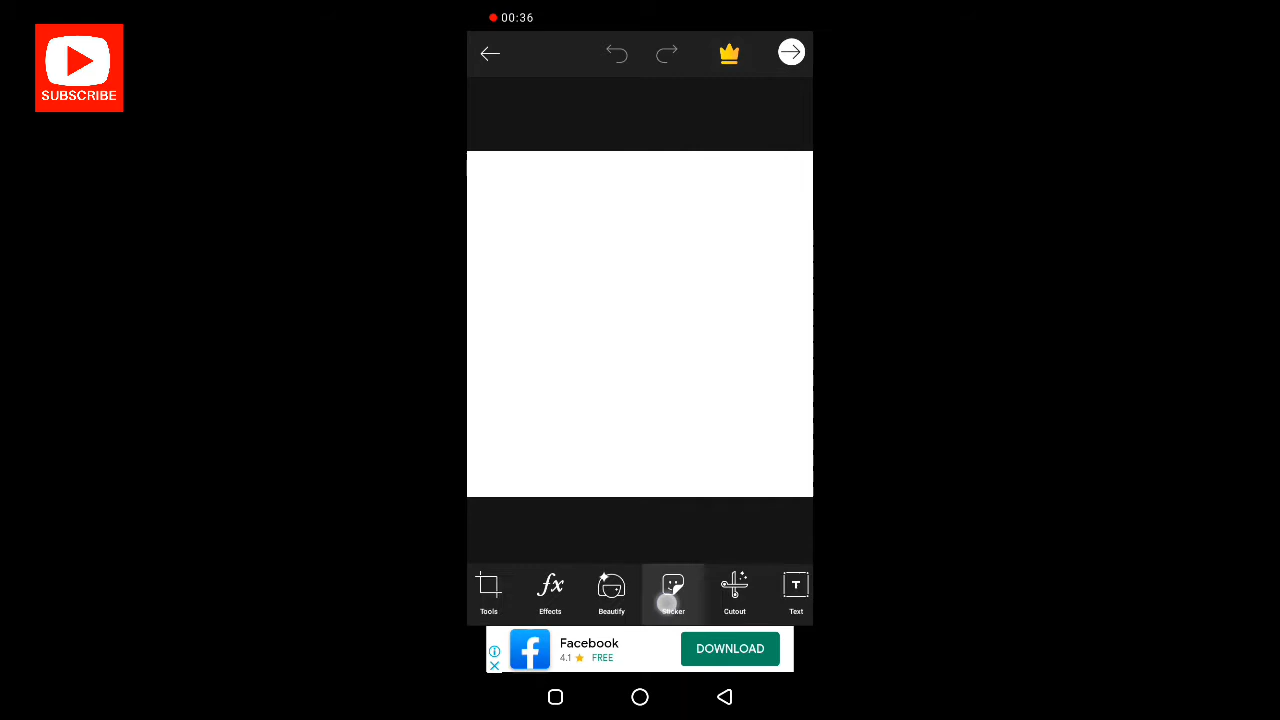 00:36
SUBSCRIBE
Tools
Effects
Beautify
Sticker
Cutout
Text
T
Facebook
4.1 FREE
DOWNLOAD